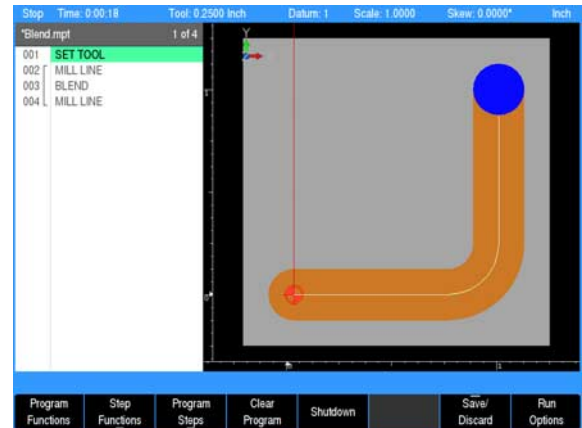 Stop Time: 0:00:18 Tool: 0.2500 Inch Datum: 1 Scale: 1.0000 Skew: 0.0000° Inch
*Blend.mpt 1 of 4
001 SET TOOL
002 MILL LINE
003 BLEND
004 MILL LINE
Y
1
0
0
1
Program Functions
Step Functions
Program Steps
Clear Program
Shutdown
Save/ Discard
Run Options